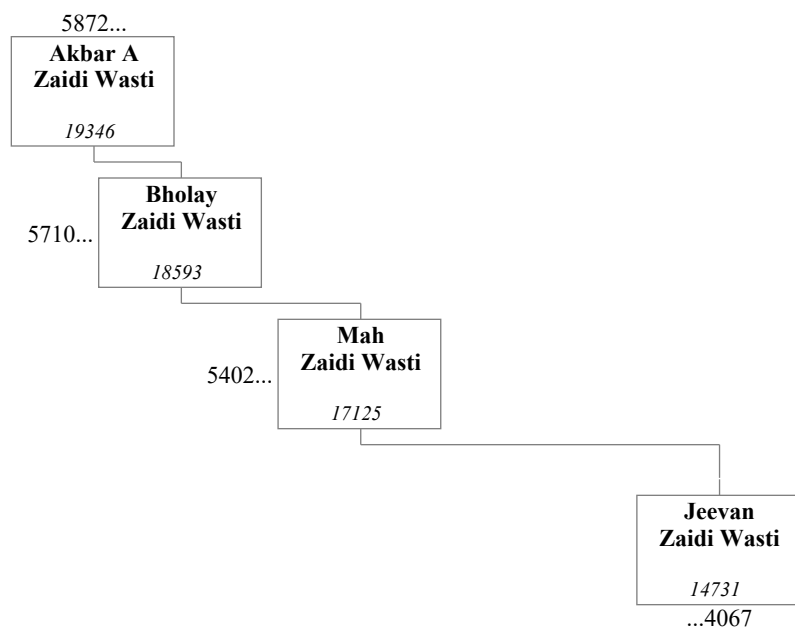 5872...
Akbar A
Zaidi Wasti
19346
Bholay
Zaidi Wasti
5710...
18593
Mah
Zaidi Wasti
5402...
17125
Jeevan
Zaidi Wasti
14731
...4067